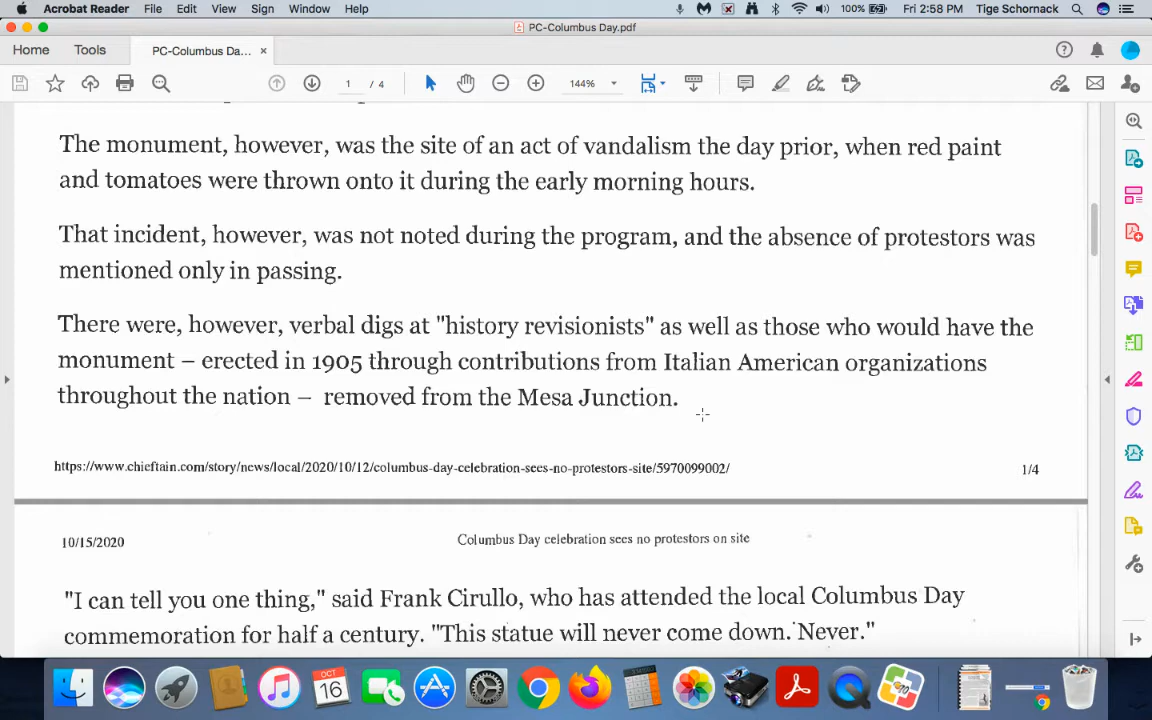 Acrobat Reader File Edit View Sign Window Help 100% Fri 2:58 PM Tige Schornack
PC-Columbus Day.pdf
Home Tools PC-Columbus Da... ×
1 / 4 144%
The monument, however, was the site of an act of vandalism the day prior, when red paint
and tomatoes were thrown onto it during the early morning hours.
That incident, however, was not noted during the program, and the absence of protestors was
mentioned only in passing.
There were, however, verbal digs at "history revisionists" as well as those who would have the
monument – erected in 1905 through contributions from Italian American organizations
throughout the nation – removed from the Mesa Junction.
https://www.chieftain.com/story/news/local/2020/10/12/columbus-day-celebration-sees-no-protestors-site/5970099002/ 1/4
10/15/2020 Columbus Day celebration sees no protestors on site
"I can tell you one thing," said Frank Cirullo, who has attended the local Columbus Day
commemoration for half a century. "This statue will never come down. Never."
OCT
16